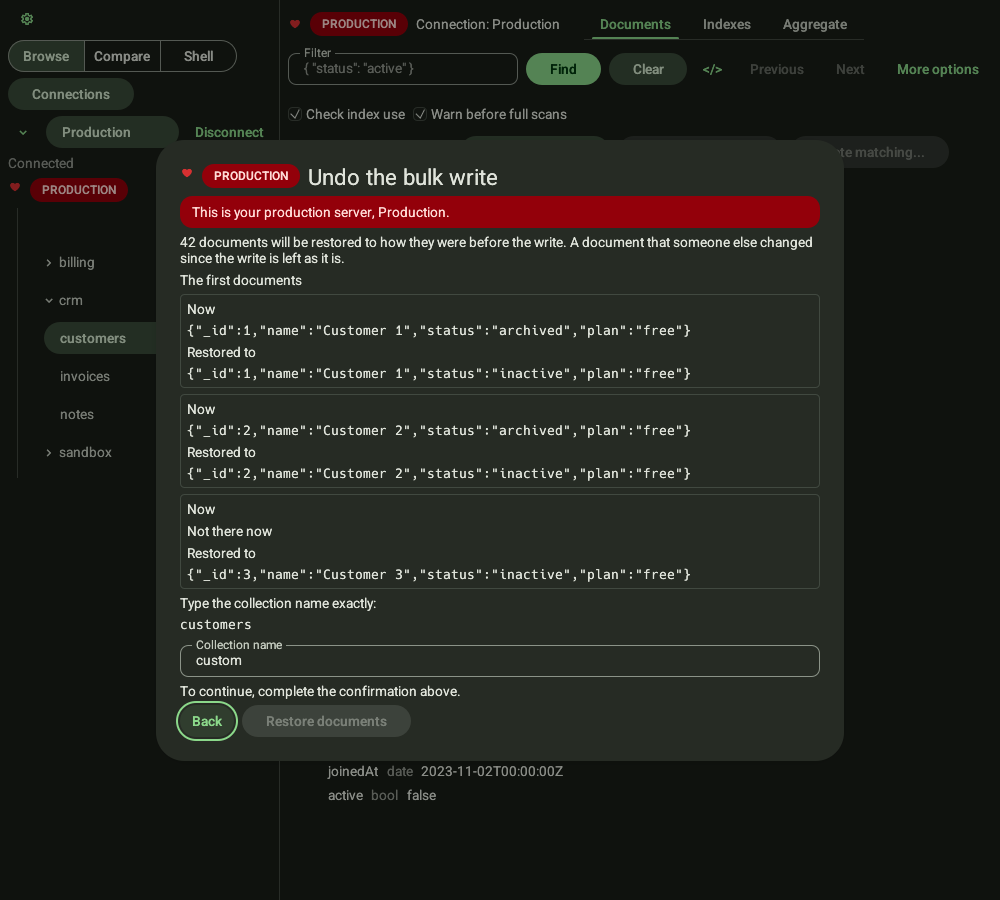 PRODUCTION
Connection: Production
Documents
Indexes
Aggregate
Browse
Compare
Shell
Filter
{ "status": "active" }
Find
Clear
</>
Previous
Next
More options
Connections
Check index use
Warn before full scans
Production
Disconnect
matching...
Connected
PRODUCTION
billing
crm
customers
invoices
notes
sandbox
PRODUCTION
Undo the bulk write
This is your production server, Production.
42 documents will be restored to how they were before the write. A document that someone else changed
since the write is left as it is.
The first documents
Now
{"_id":1,"name":"Customer 1","status":"archived","plan":"free"}
Restored to
{"_id":1,"name":"Customer 1","status":"inactive","plan":"free"}
Now
{"_id":2,"name":"Customer 2","status":"archived","plan":"free"}
Restored to
{"_id":2,"name":"Customer 2","status":"inactive","plan":"free"}
Now
Not there now
Restored to
{"_id":3,"name":"Customer 3","status":"inactive","plan":"free"}
Type the collection name exactly:
customers
Collection name
custom
To continue, complete the confirmation above.
Back
Restore documents
joinedAt date 2023-11-02T00:00:00Z
active bool false